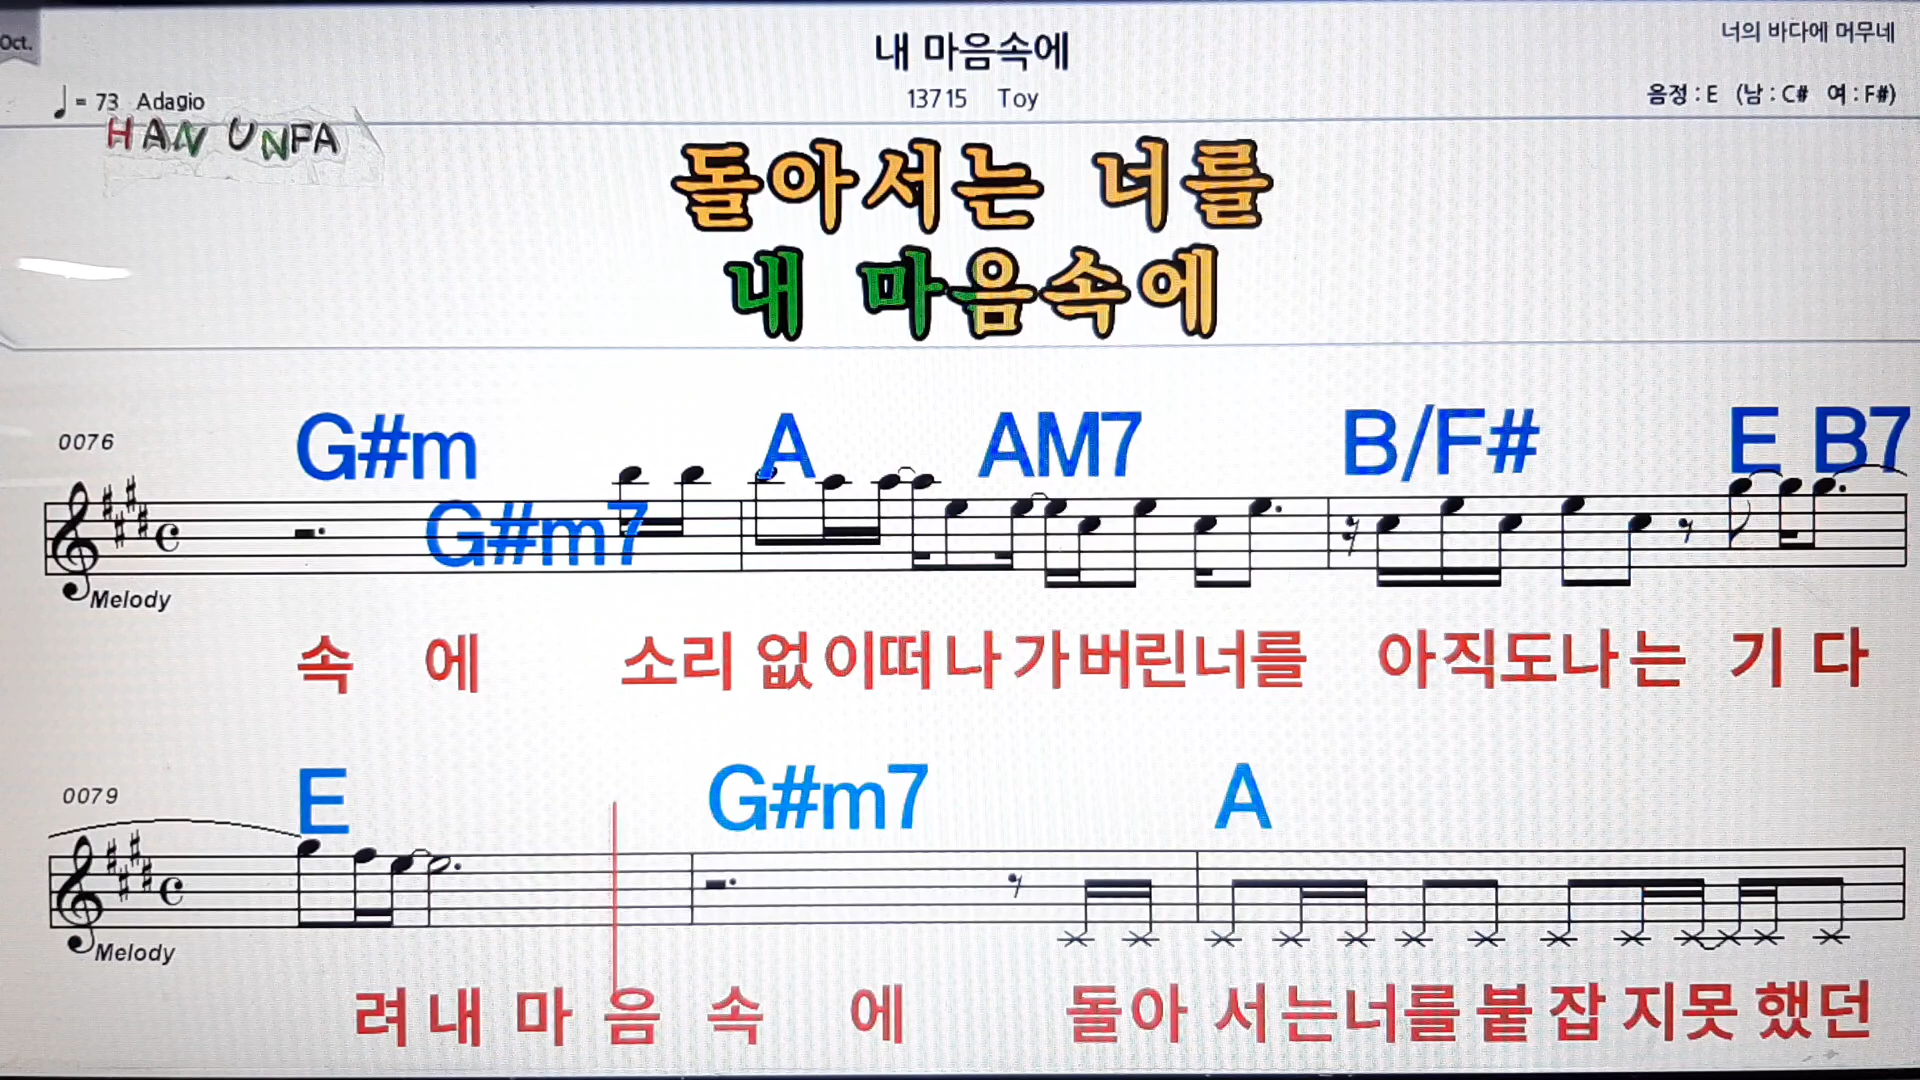 Oct.
내 마음속에
너의 바다에 머무네
♩= 73 Adagio
13715 Toy
음정 : E (남 : C# 여 : F#)
HAN UNFA
돌아서는 너를
내 마음속에
0076
G#m A AM7 B/F# E B7
G#m7
Melody
속 에 소리 없이떠나가버린너를 아직도나는 기 다
0079
E G#m7 A
Melody
려 내 마 음 속 에 돌아 서는너를 붙 잡 지못 했던